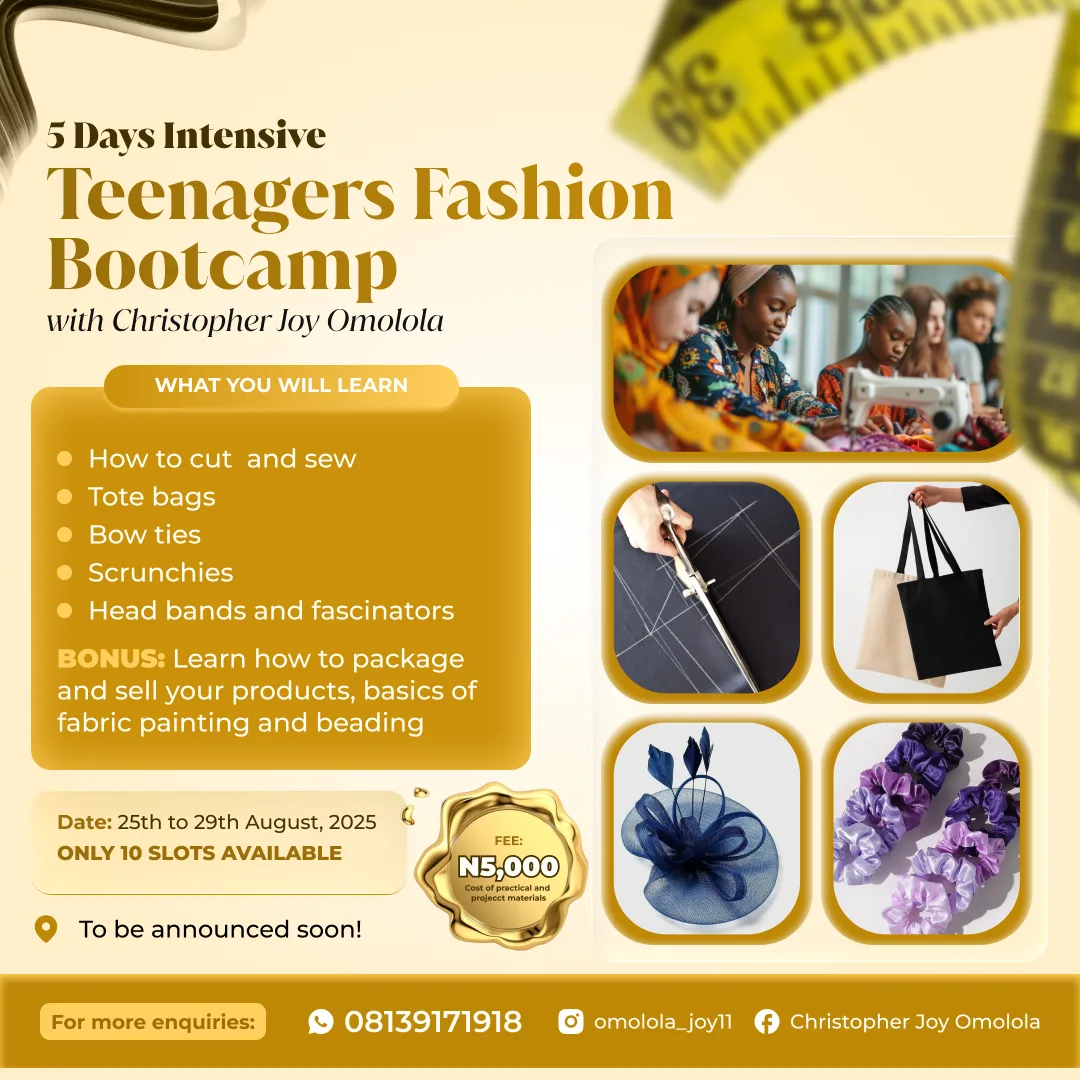 5 Days Intensive
Teenagers Fashion
Bootcamp
with Christopher Joy Omolola
WHAT YOU WILL LEARN
How to cut  and sew
Tote bags
Bow ties
Scrunchies
Head bands and fascinators
BONUS: Learn how to package
and sell your products, basics of
fabric painting and beading
Date: 25th to 29th August, 2025
ONLY 10 SLOTS AVAILABLE
FEE:
N5,000
Cost of practical and
projecct materials
To be announced soon!
For more enquiries:
08139171918
omolola_joy11
Christopher Joy Omolola